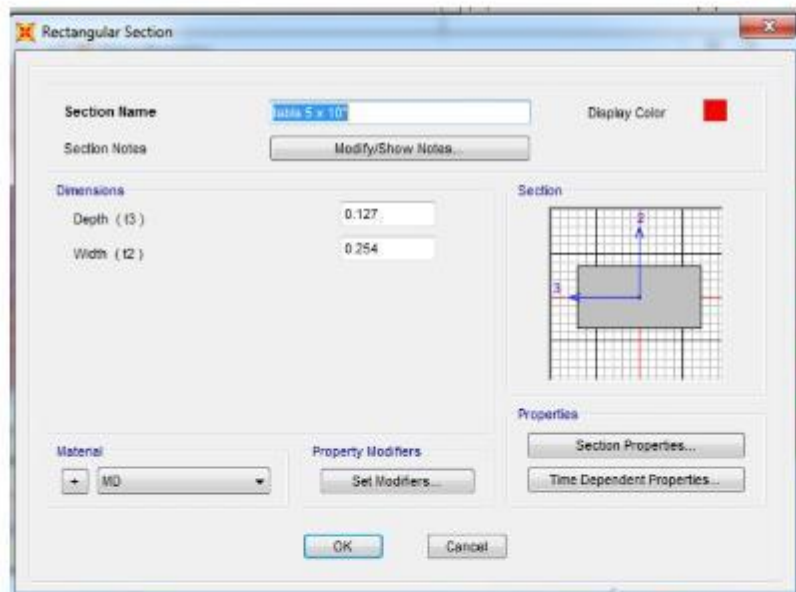 Rectangular Section
Section Name
tabla 5 x 10"
Display Color
Section Notes
Modify/Show Notes...
Dimensions
Depth ( t3 )
0.127
Width ( t2 )
0.254
Section
2
3
Properties
Section Properties...
Time Dependent Properties...
Material
+
MD
Property Modifiers
Set Modifiers...
OK
Cancel